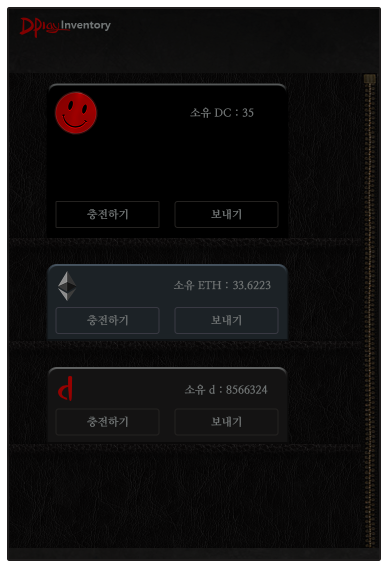 DPlay Inventory
소유 DC : 35
충전하기
보내기
소유 ETH : 33.6223
충전하기
보내기
d
소유 d : 8566324
충전하기
보내기